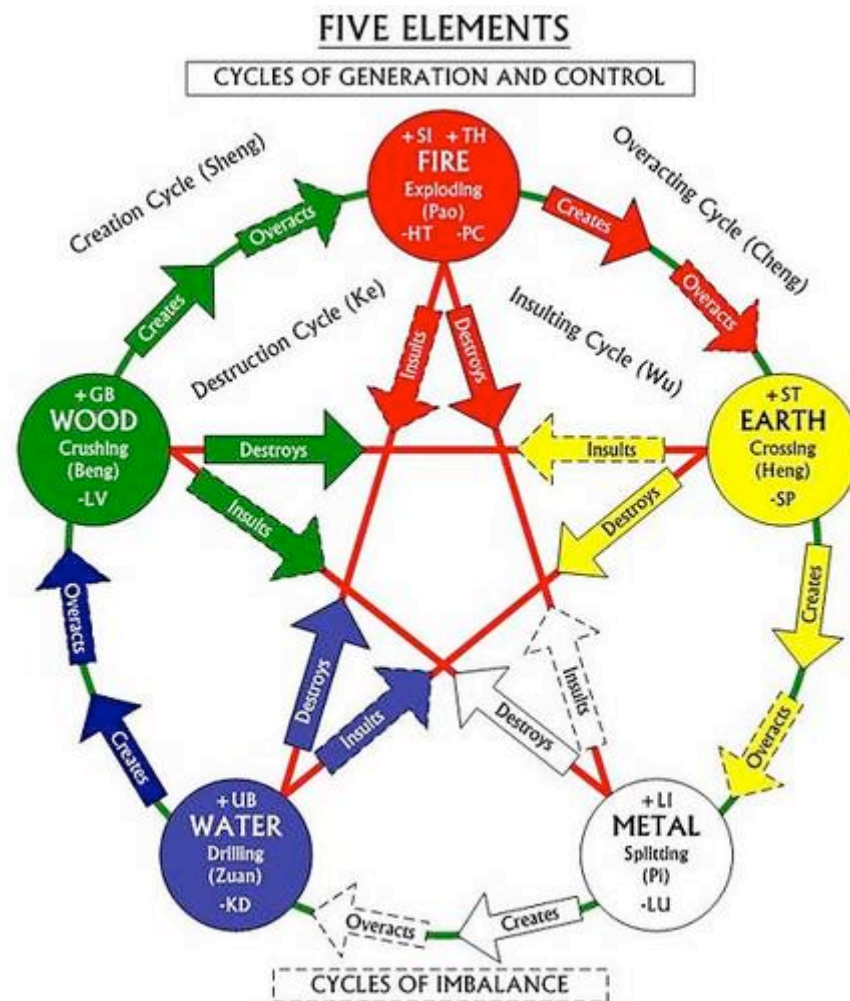 FIVE ELEMENTS
CYCLES OF GENERATION AND CONTROL
Creation Cycle (Sheng)
Overacting Cycle (Cheng)
Destruction Cycle (Ke)
Insulting Cycle (Wu)
+SI +TH
FIRE
Exploding
(Pao)
-HT -PC
Creates
Overacts
Insults
Destroys
Creates
Overacts
+GB
WOOD
Crushing
(Beng)
-LV
Destroys
Insults
+ST
EARTH
Crossing
(Heng)
-SP
Insults
Destroys
Creates
Overacts
+UB
WATER
Drilling
(Zuan)
-KD
Destroys
Insults
Creates
Overacts
+LI
METAL
Splitting
(Pi)
-LU
Destroys
Insults
Creates
Overacts
CYCLES OF IMBALANCE